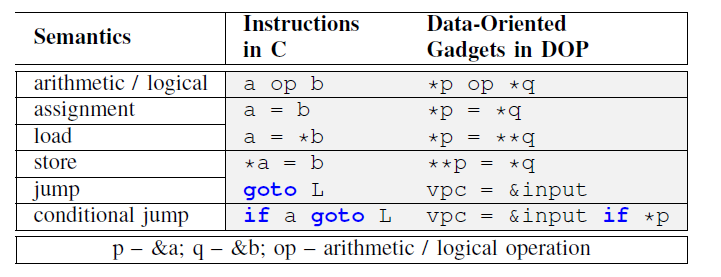 Semantics Instructions in C Data-Oriented Gadgets in DOP
arithmetic / logical a op b *p op *q
assignment a = b *p = *q
load a = *b *p = **q
store *a = b **p = *q
jump goto L vpc = &input
conditional jump if a goto L vpc = &input if *p
p – &a; q – &b; op – arithmetic / logical operation